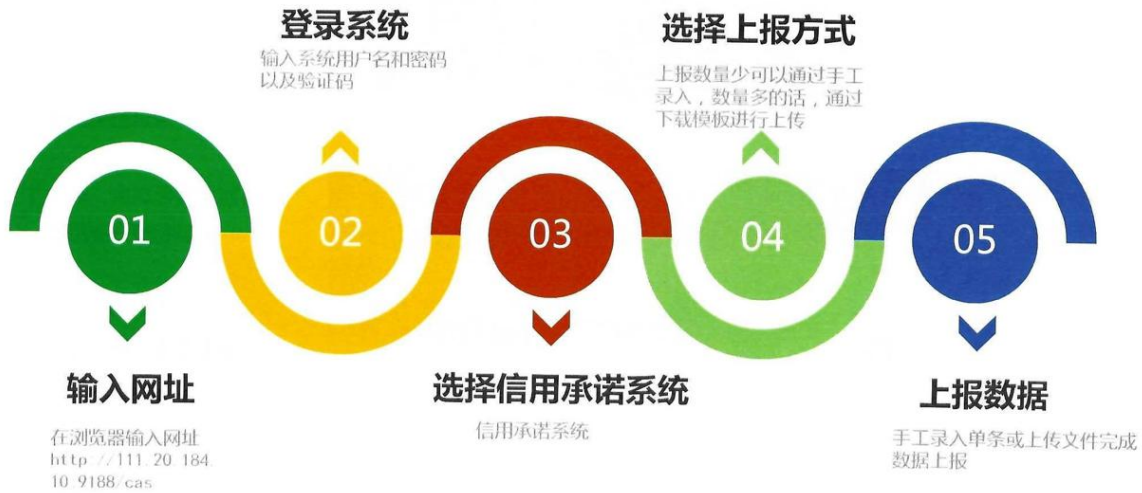 登录系统
输入系统用户名和密码
以及验证码
选择上报方式
上报数量少可以通过手工
录入，数量多的话，通过
下载模板进行上传
01
02
03
04
05
输入网址
在浏览器输入网址
http://111.20.184.
10:9188/cas
选择信用承诺系统
信用承诺系统
上报数据
手工录入单条或上传文件完成
数据上报